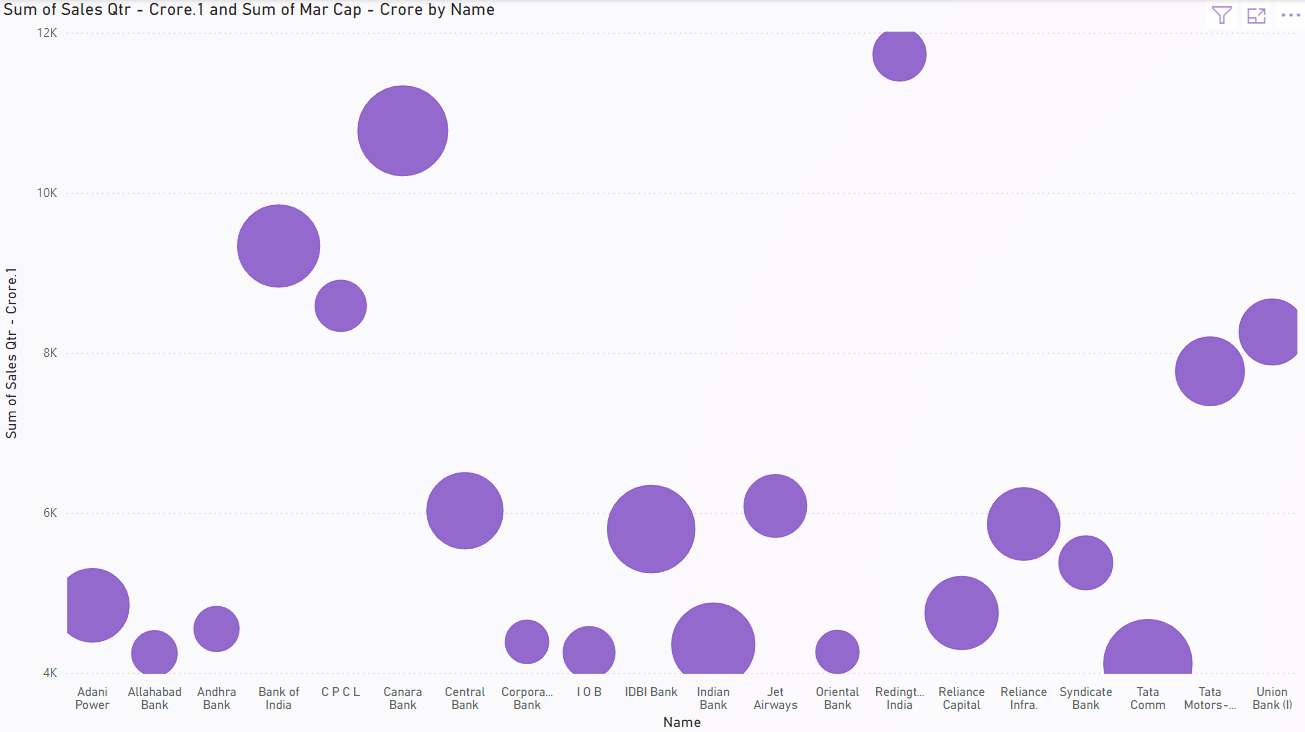 Sum of Sales Qtr - Crore.1 and Sum of Mar Cap - Crore by Name
12K
10K
8K
6K
4K
Sum of Sales Qtr - Crore.1
Adani Power
Allahabad Bank
Andhra Bank
Bank of India
C P C L
Canara Bank
Central Bank
Corpora... Bank
I O B
IDBI Bank
Indian Bank
Jet Airways
Oriental Bank
Redingt... India
Reliance Capital
Reliance Infra.
Syndicate Bank
Tata Comm
Tata Motors-...
Union Bank (I)
Name